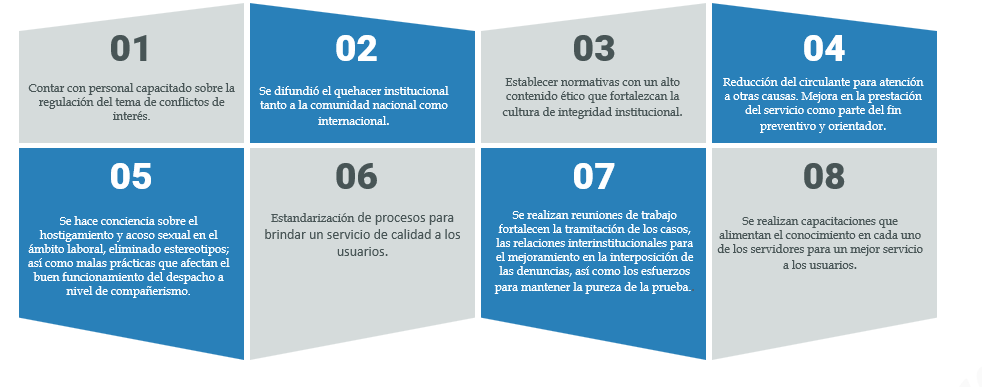 01
Contar con personal capacitado sobre la
regulación del tema de conflictos de
interés.
02
Se difundió el quehacer institucional
tanto a la comunidad nacional como
internacional.
03
Establecer normativas con un alto
contenido ético que fortalezcan la
cultura de integridad institucional.
04
Reducción del circulante para atención
a otras causas. Mejora en la prestación
del servicio como parte del fin
preventivo y orientador.
05
Se hace conciencia sobre el
hostigamiento y acoso sexual en el
ámbito laboral, eliminado estereotipos;
así como malas prácticas que afectan el
buen funcionamiento del despacho a
nivel de compañerismo.
06
Estandarización de procesos para
brindar un servicio de calidad a los
usuarios.
07
Se realizan reuniones de trabajo
fortalecen la tramitación de los casos,
las relaciones interinstitucionales para
el mejoramiento en la interposición de
las denuncias, así como los esfuerzos
para mantener la pureza de la prueba.
08
Se realizan capacitaciones que
alimentan el conocimiento en cada uno
de los servidores para un mejor servicio
a los usuarios.